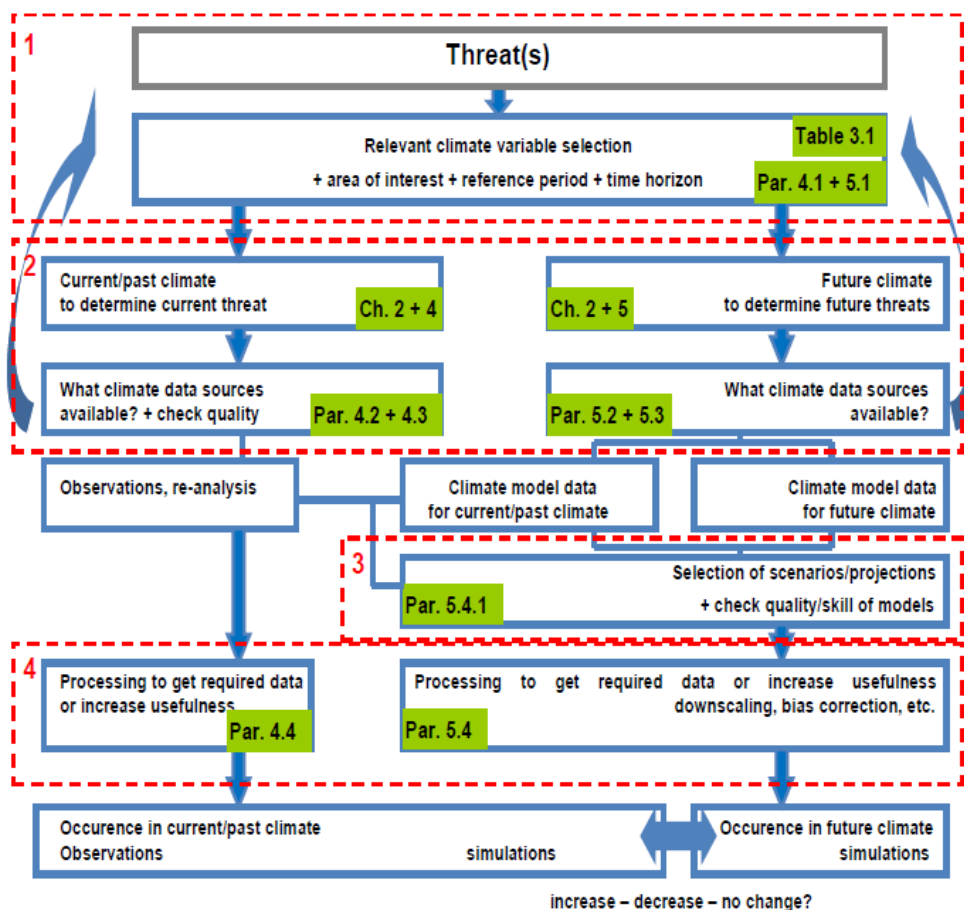 1
Threat(s)
Relevant climate variable selection
Table 3.1
+ area of interest + reference period + time horizon
Par. 4.1 + 5.1
2
Current/past climate
to determine current threat
Ch. 2 + 4
Future climate
to determine future threats
Ch. 2 + 5
What climate data sources
available? + check quality
Par. 4.2 + 4.3
What climate data sources
available?
Par. 5.2 + 5.3
Observations, re-analysis
Climate model data
for current/past climate
Climate model data
for future climate
3
Selection of scenarios/projections
+ check quality/skill of models
Par. 5.4.1
4
Processing to get required data
or increase usefulness
Par. 4.4
Processing to get required data or increase usefulness
downscaling, bias correction, etc.
Par. 5.4
Occurence in current/past climate
Observations simulations
Occurence in future climate
simulations
increase – decrease – no change?